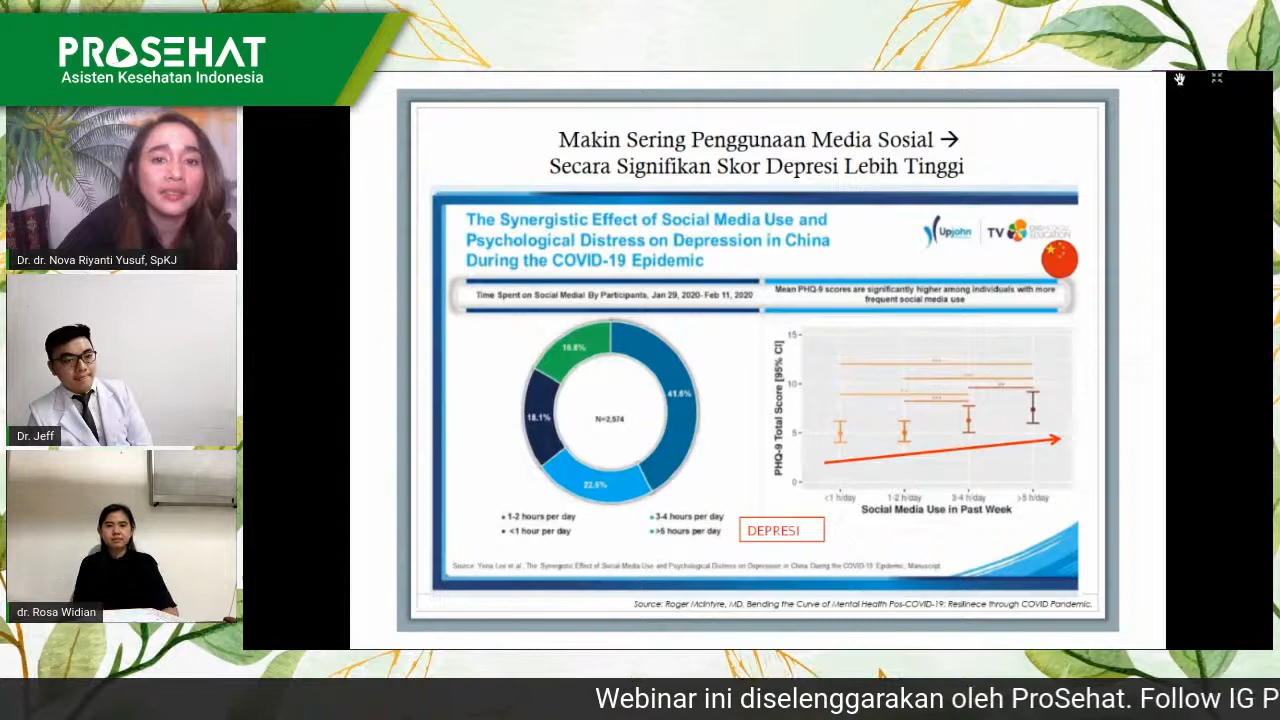 PROSEHAT
Asisten Kesehatan Indonesia
Dr. dr. Nova Riyanti Yusuf, SpKJ
Dr. Jeff
dr. Rosa Widian
Makin Sering Penggunaan Media Sosial →
Secara Signifikan Skor Depresi Lebih Tinggi
The Synergistic Effect of Social Media Use and
Psychological Distress on Depression in China
During the COVID-19 Epidemic
Upjohn
TV
EDUCATION
Time Spent on Social Media! By Participants, Jan 29, 2020- Feb 11, 2020
Mean PHQ-9 scores are significantly higher among individuals with more
frequent social media use
41.6%
22.5%
18.1%
N=2,574
1-2 hours per day
3-4 hours per day
<1 hour per day
>5 hours per day
PHQ-9 Total Score [95% CI]
15
10
5
0
<1 h/day
1-2 h/day
3-4 h/day
>5 h/day
Social Media Use in Past Week
DEPRESI
Source: Yena Lee et al, The Synergistic Effect of Social Media Use and Psychological Distress on Depression in China During the COVID-19 Epidemic, Manuscript
Source: Roger McIntyre, MD. Bending the Curve of Mental Health Pos-COVID-19: Resilinece through COVID Pandemic.
Webinar ini diselenggarakan oleh ProSehat. Follow IG P